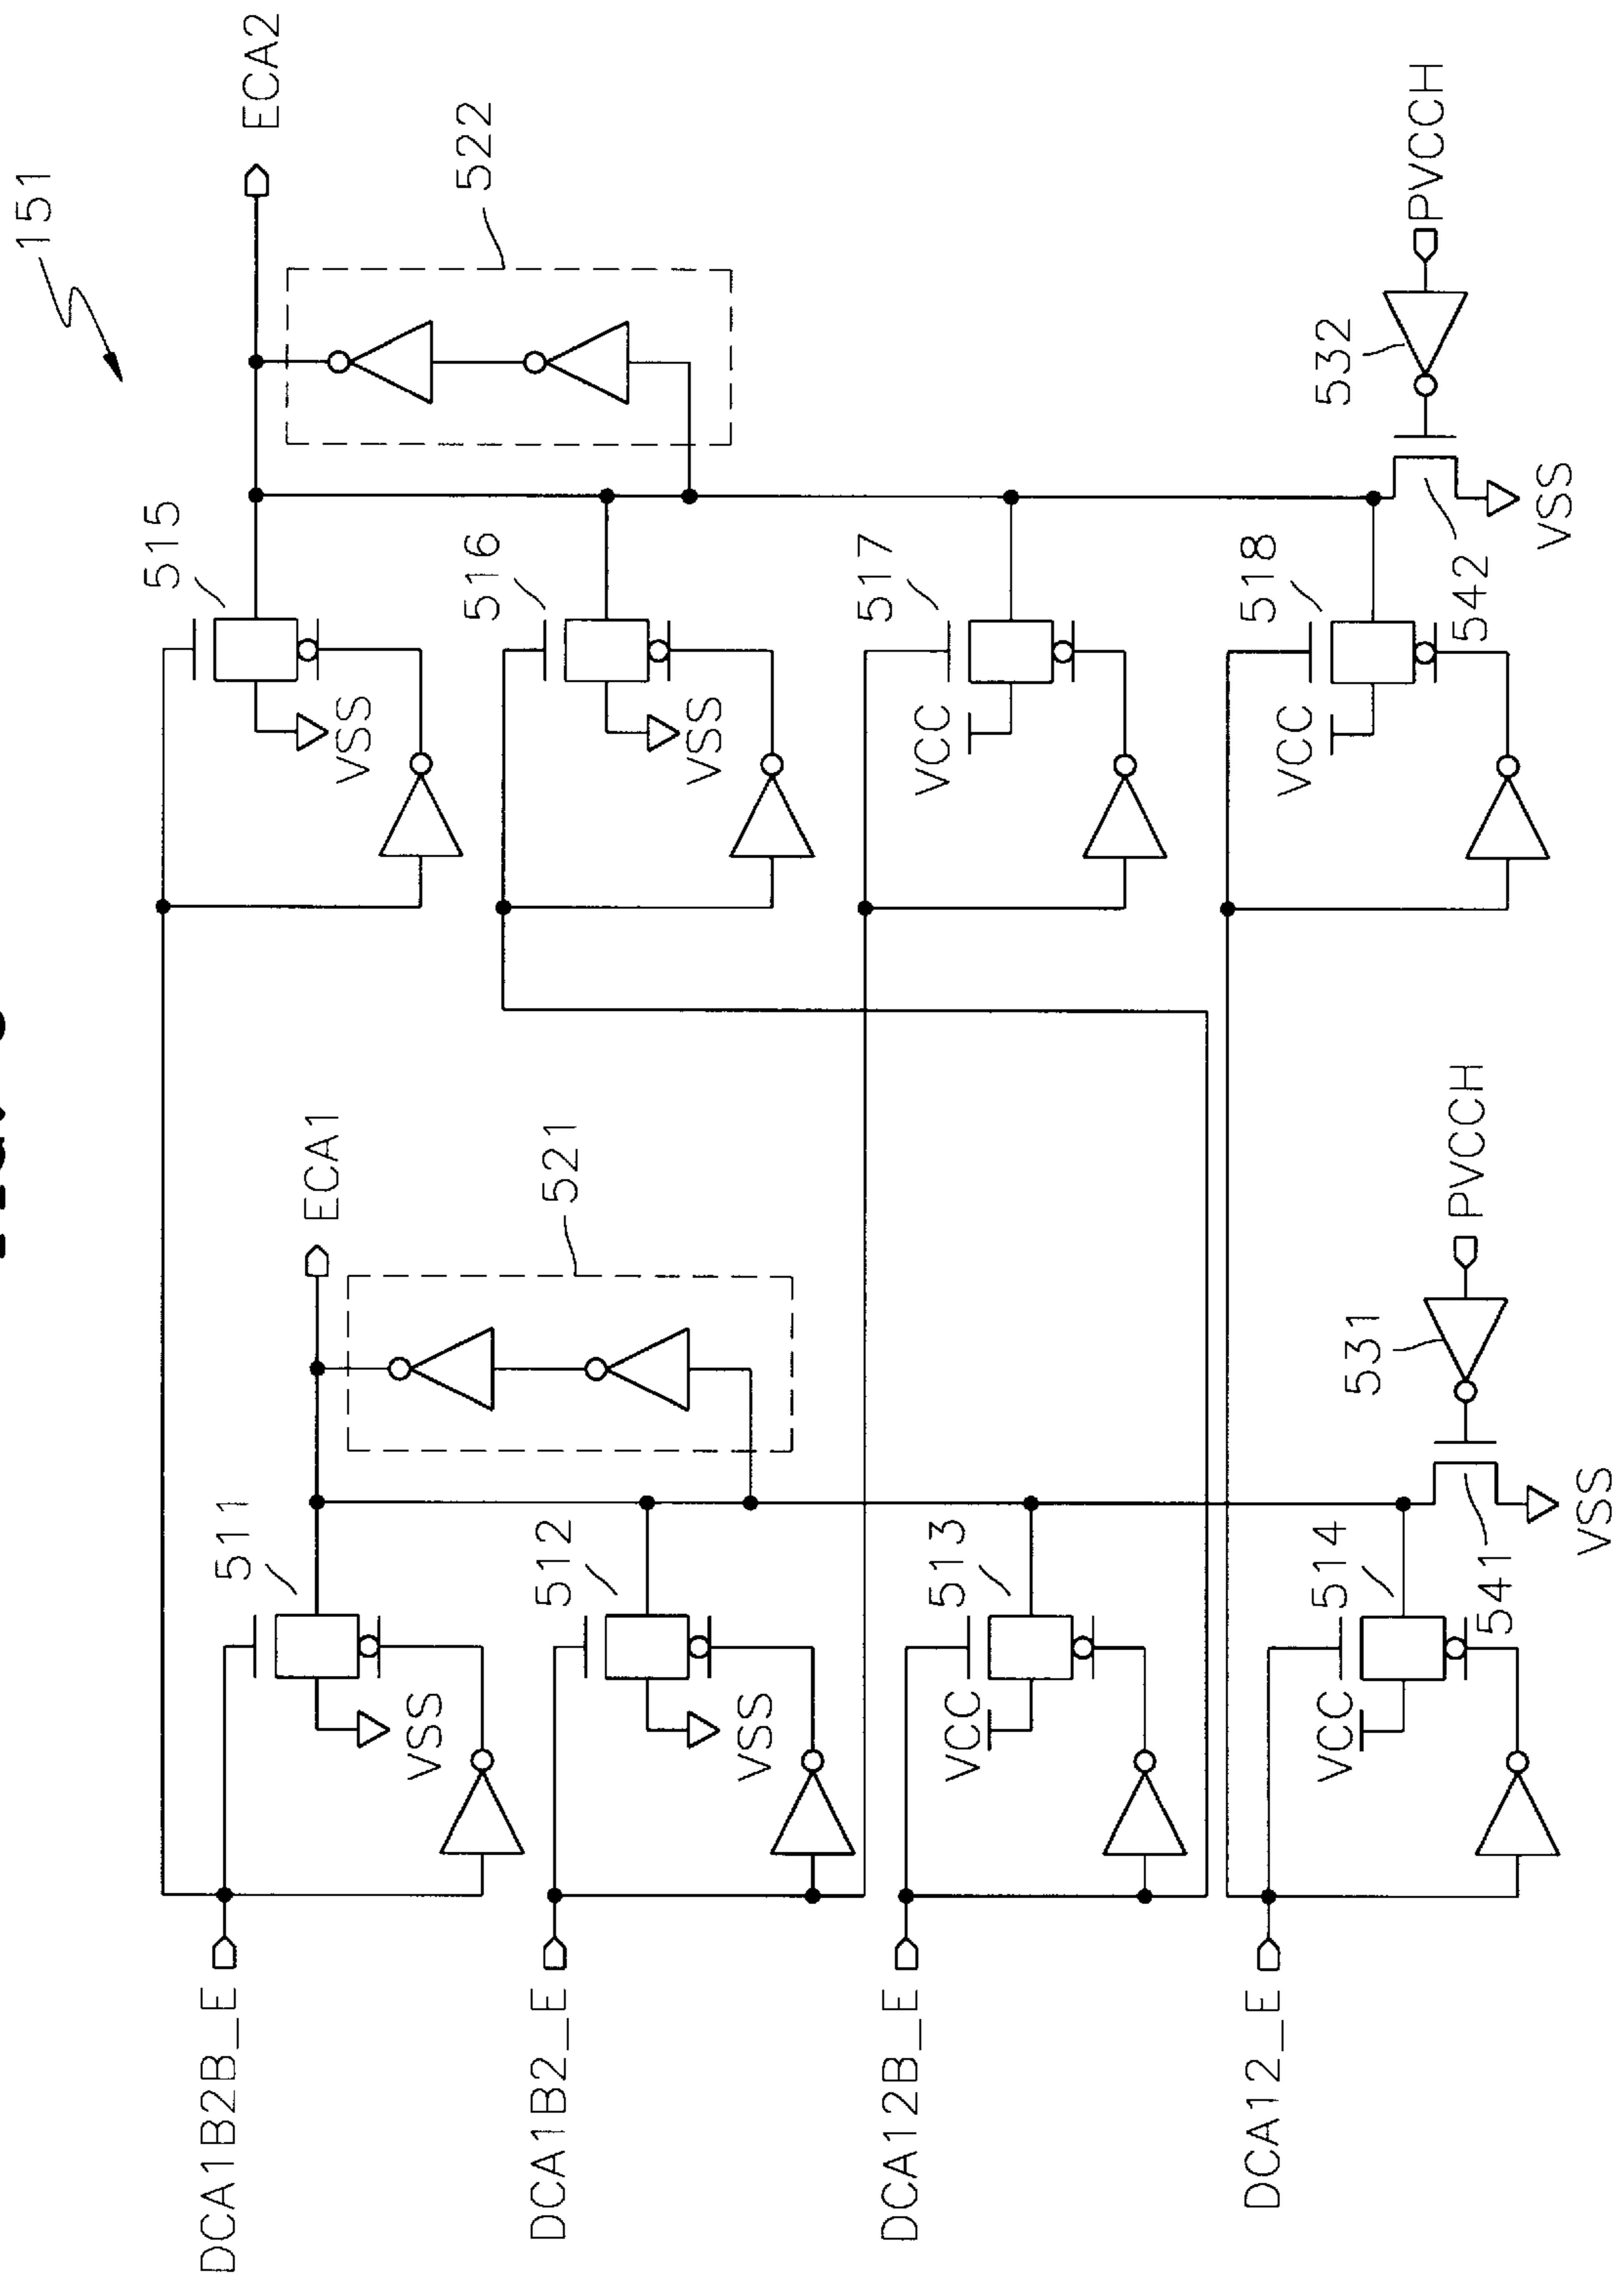 151
ECA2
522
515
516
517
518
VSS
VSS
VCC
VCC
532
PVCCH
542
VSS
ECA1
521
511
512
513
514
VSS
VSS
VCC
VCC
531
PVCCH
541
VSS
DCA1B2B_E
DCA1B2_E
DCA12B_E
DCA12_E